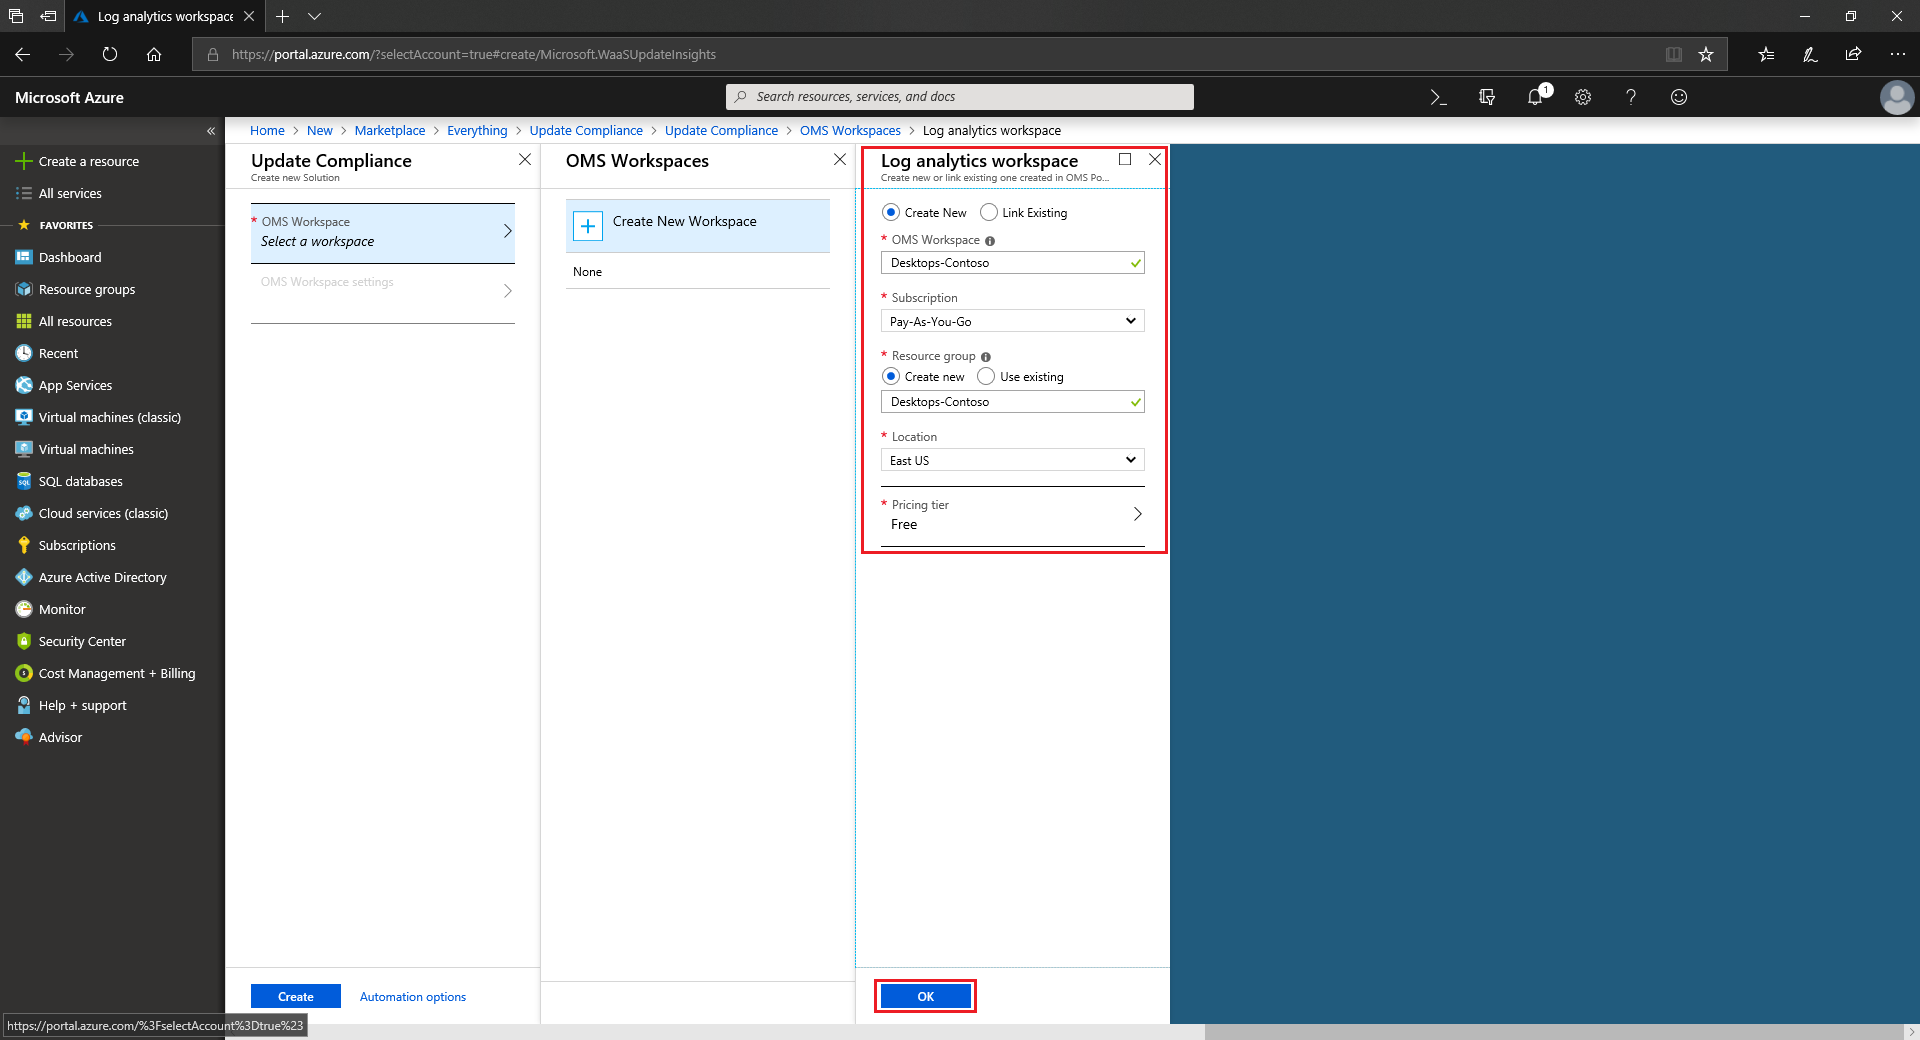 Log analytics workspace
https://portal.azure.com/?selectAccount=true#create/Microsoft.WaaSUpdateInsights
Microsoft Azure
Search resources, services, and docs
1
Home > New > Marketplace > Everything > Update Compliance > Update Compliance > OMS Workspaces > Log analytics workspace
Create a resource
All services
FAVORITES
Dashboard
Resource groups
All resources
Recent
App Services
Virtual machines (classic)
Virtual machines
SQL databases
Cloud services (classic)
Subscriptions
Azure Active Directory
Monitor
Security Center
Cost Management + Billing
Help + support
Advisor
Update Compliance
Create new Solution
* OMS Workspace
Select a workspace
OMS Workspace settings
Create
Automation options
OMS Workspaces
Create New Workspace
None
Log analytics workspace
Create new or link existing one created in OMS Po...
Create New Link Existing
* OMS Workspace
Desktops-Contoso
* Subscription
Pay-As-You-Go
* Resource group
Create new Use existing
Desktops-Contoso
* Location
East US
* Pricing tier
Free
OK
https://portal.azure.com/%3FselectAccount%3Dtrue%23